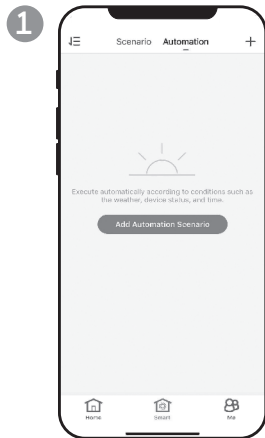 1
Scenario Automation +
Execute automatically according to conditions such as
the weather, device status, and time.
Add Automation Scenario
Home Smart Me